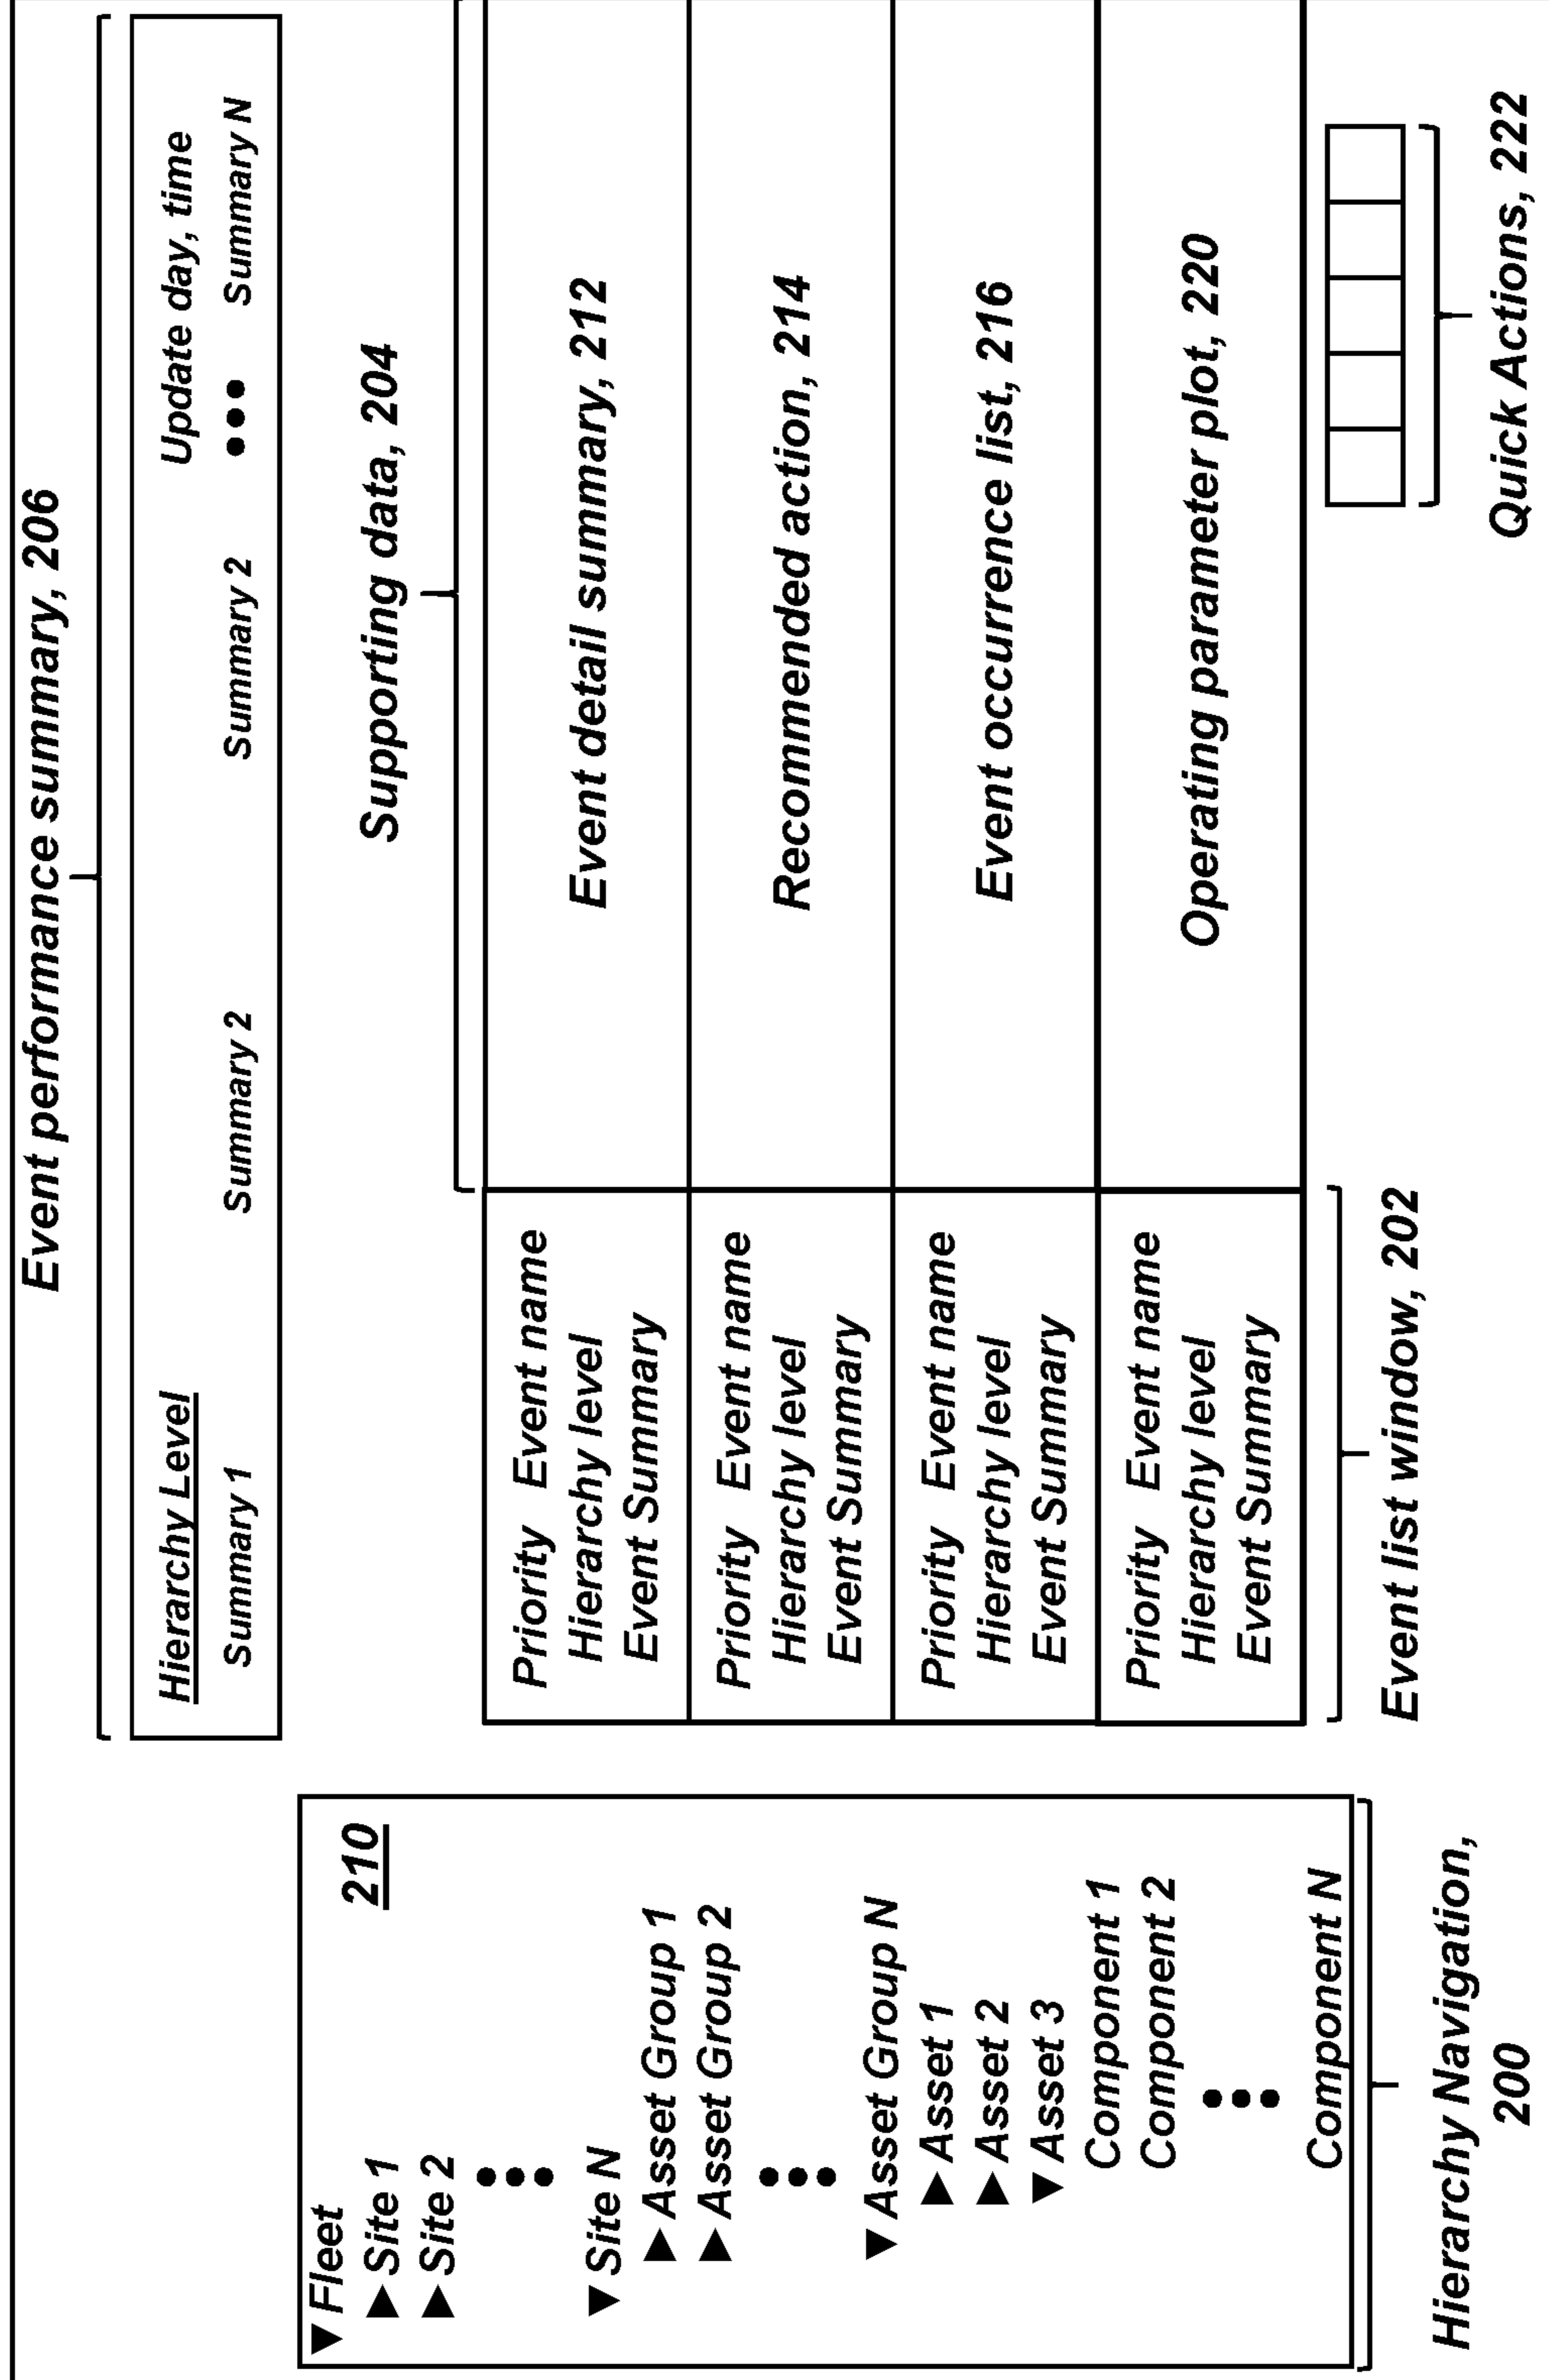 Event performance summary, 206
Hierarchy Level
Update day, time
Summary 1
Summary 2
Summary 2
Summary N
Supporting data, 204
210
Fleet
Site 1
Site 2
Site N
Asset Group 1
Asset Group 2
Asset Group N
Asset 1
Asset 2
Asset 3
Component 1
Component 2
Component N
Hierarchy Navigation,
200
Priority Event name
Hierarchy level
Event Summary
Priority Event name
Hierarchy level
Event Summary
Priority Event name
Hierarchy level
Event Summary
Priority Event name
Hierarchy level
Event Summary
Event list window, 202
Event detail summary, 212
Recommended action, 214
Event occurrence list, 216
Operating parameter plot, 220
Quick Actions, 222